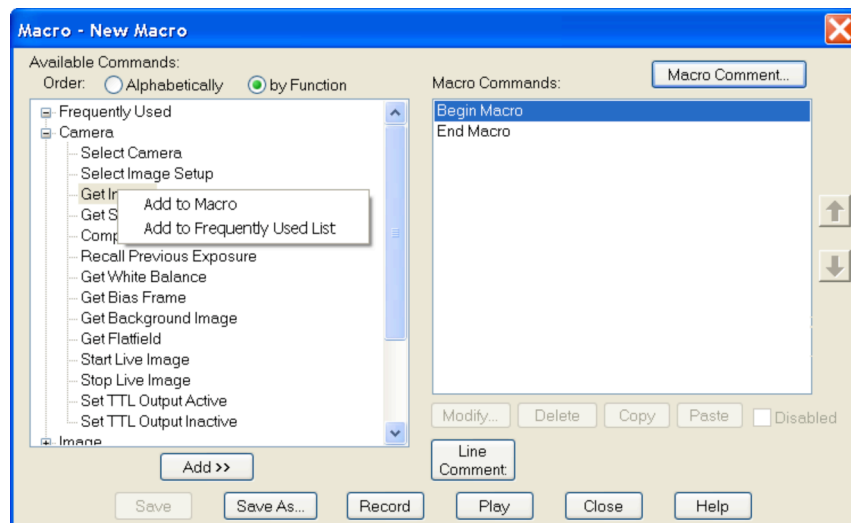 Macro - New Macro
Available Commands:
Order: Alphabetically by Function
Frequently Used
Camera
Select Camera
Select Image Setup
Get
Get
Recall Previous Exposure
Get White Balance
Get Bias Frame
Get Background Image
Get Flatfield
Start Live Image
Stop Live Image
Set TTL Output Active
Set TTL Output Inactive
Image
Add to Macro
Add to Frequently Used List
Add >>
Macro Commands:
Macro Comment...
Begin Macro
End Macro
Modify... Delete Copy Paste Disabled
Line
Comment:
Save Save As... Record Play Close Help